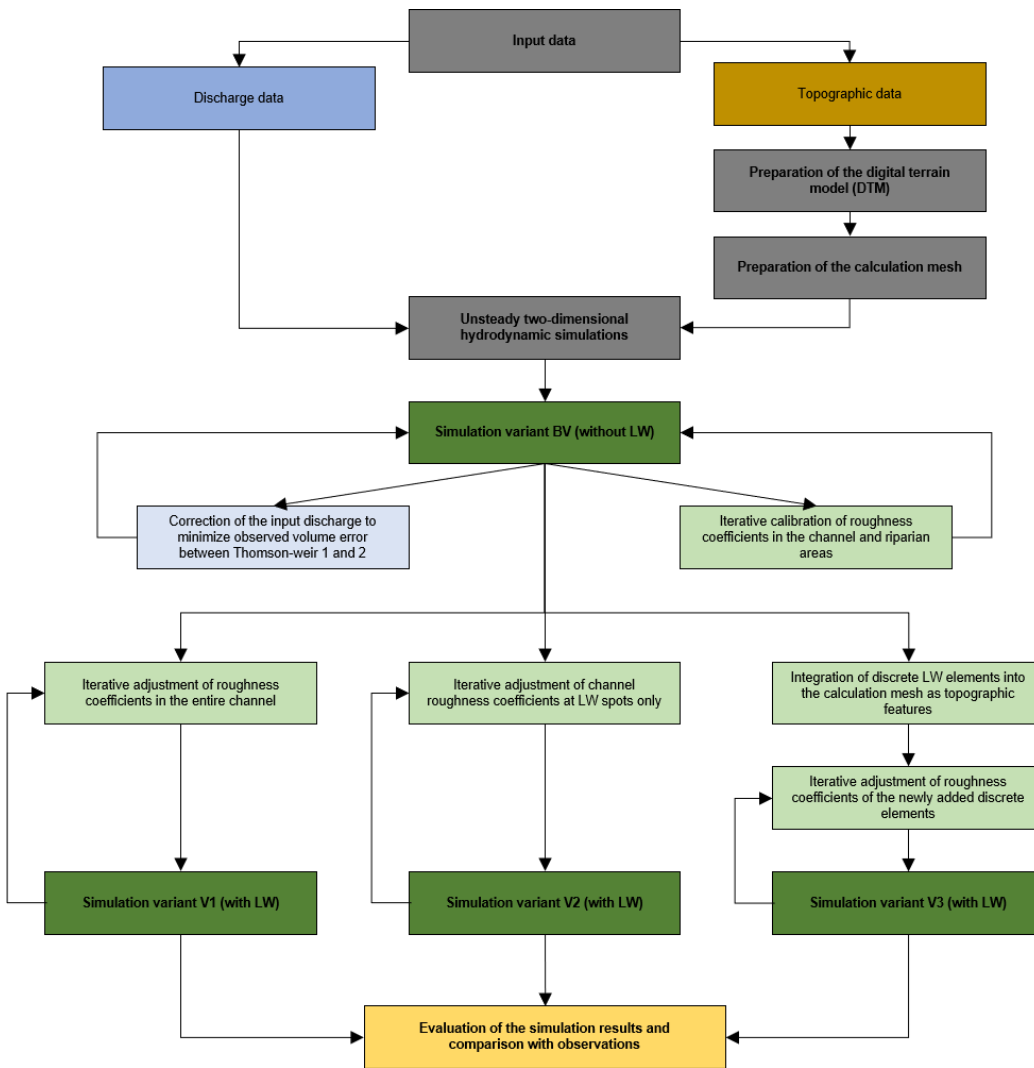 Input data
Discharge data
Topographic data
Preparation of the digital terrain
model (DTM)
Preparation of the calculation mesh
Unsteady two-dimensional
hydrodynamic simulations
Simulation variant BV (without LW)
Correction of the input discharge to
minimize observed volume error
between Thomson-weir 1 and 2
Iterative calibration of roughness
coefficients in the channel and riparian
areas
Iterative adjustment of roughness
coefficients in the entire channel
Iterative adjustment of channel
roughness coefficients at LW spots only
Integration of discrete LW elements into
the calculation mesh as topographic
features
Iterative adjustment of roughness
coefficients of the newly added discrete
elements
Simulation variant V1 (with LW)
Simulation variant V2 (with LW)
Simulation variant V3 (with LW)
Evaluation of the simulation results and
comparison with observations